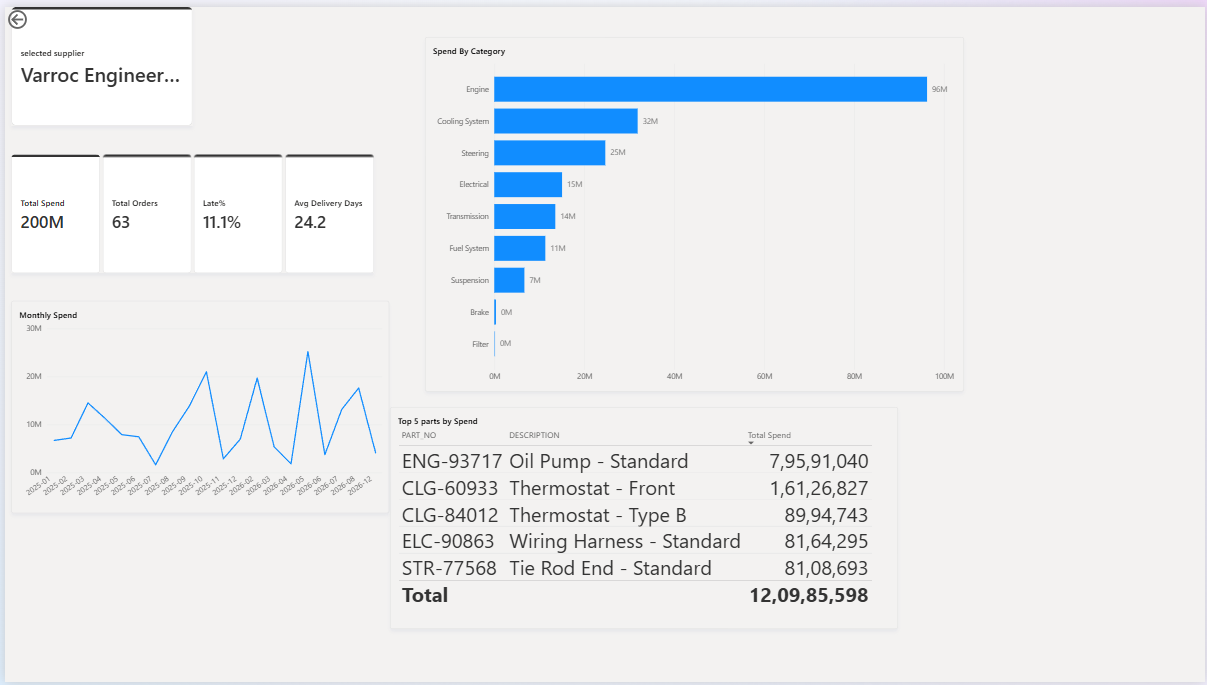 selected supplier
Varroc Engineer...
Total Spend
200M
Total Orders
63
Late%
11.1%
Avg Delivery Days
24.2
Monthly Spend
30M
20M
10M
0M
2025-01
2025-02
2025-03
2025-04
2025-05
2025-06
2025-07
2025-08
2025-09
2025-10
2025-11
2025-12
2026-02
2026-03
2026-04
2026-05
2026-06
2026-07
2026-08
2026-12
Spend By Category
Engine 96M
Cooling System 32M
Steering 25M
Electrical 15M
Transmission 14M
Fuel System 11M
Suspension 7M
Brake 0M
Filter 0M
0M 20M 40M 60M 80M 100M
Top 5 parts by Spend
PART_NO DESCRIPTION Total Spend
ENG-93717 Oil Pump - Standard 7,95,91,040
CLG-60933 Thermostat - Front 1,61,26,827
CLG-84012 Thermostat - Type B 89,94,743
ELC-90863 Wiring Harness - Standard 81,64,295
STR-77568 Tie Rod End - Standard 81,08,693
Total 12,09,85,598